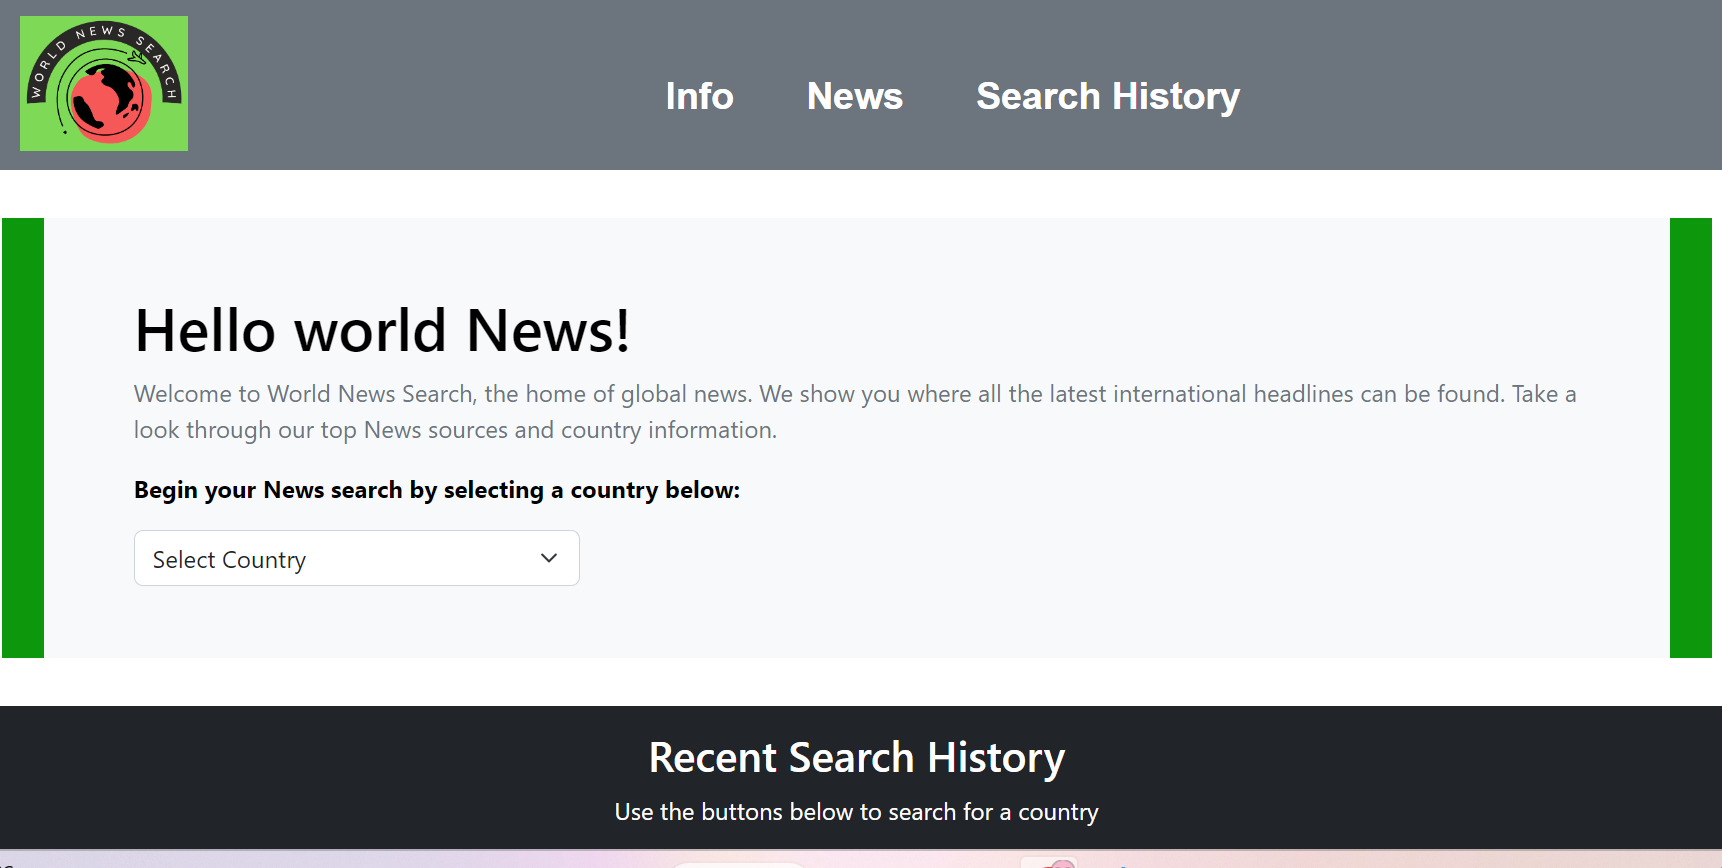 WORLD NEWS SEARCH
Info News Search History
Hello world News!
Welcome to World News Search, the home of global news. We show you where all the latest international headlines can be found. Take a
look through our top News sources and country information.
Begin your News search by selecting a country below:
Select Country
Recent Search History
Use the buttons below to search for a country